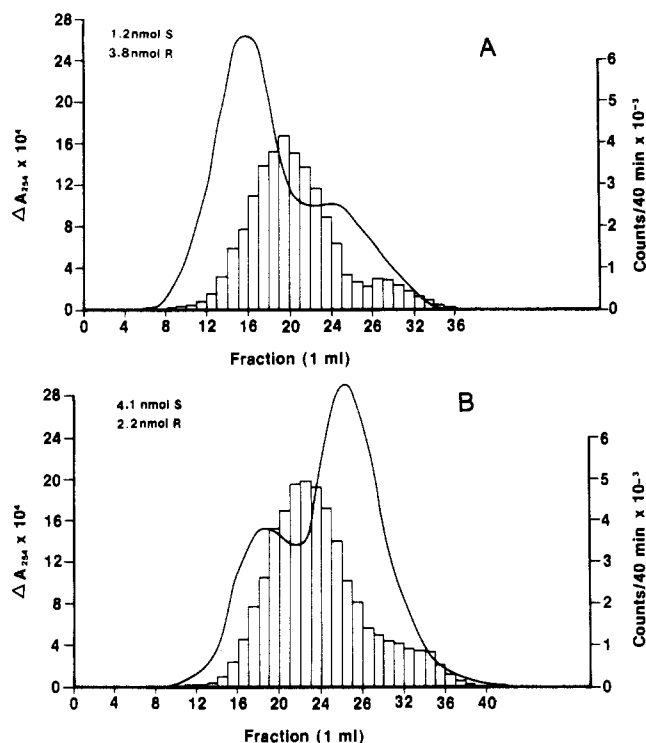 A
1.2 nmol S
3.8 nmol R
28
24
20
16
12
8
4
0
ΔA₂₅₄ x 10⁴
6
5
4
3
2
1
0
Counts/40 min x 10⁻³
0 4 8 12 16 20 24 28 32 36
Fraction (1 ml)
B
4.1 nmol S
2.2 nmol R
28
24
20
16
12
8
4
0
ΔA₂₅₄ x 10⁴
6
5
4
3
2
1
0
Counts/40 min x 10⁻³
0 4 8 12 16 20 24 28 32 36 40
Fraction (1 ml)